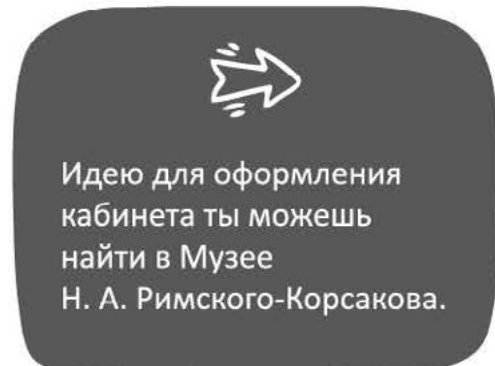 Идею для оформления
кабинета ты можешь
найти в Музее
Н. А. Римского-Корсакова.